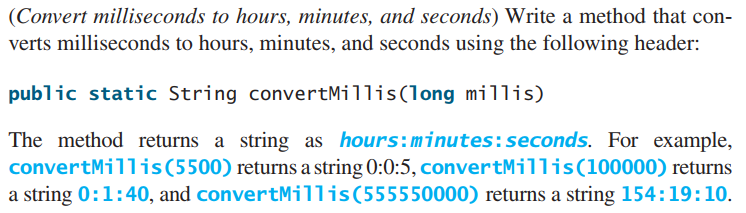 (Convert milliseconds to hours, minutes, and seconds) Write a method that con-
verts milliseconds to hours, minutes, and seconds using the following header:
public static String convertMillis(long millis)
The method returns a string as hours:minutes:seconds. For example,
convertMillis(5500) returns a string 0:0:5, convertMillis(100000) returns
a string 0:1:40, and convertMillis(555550000) returns a string 154:19:10.